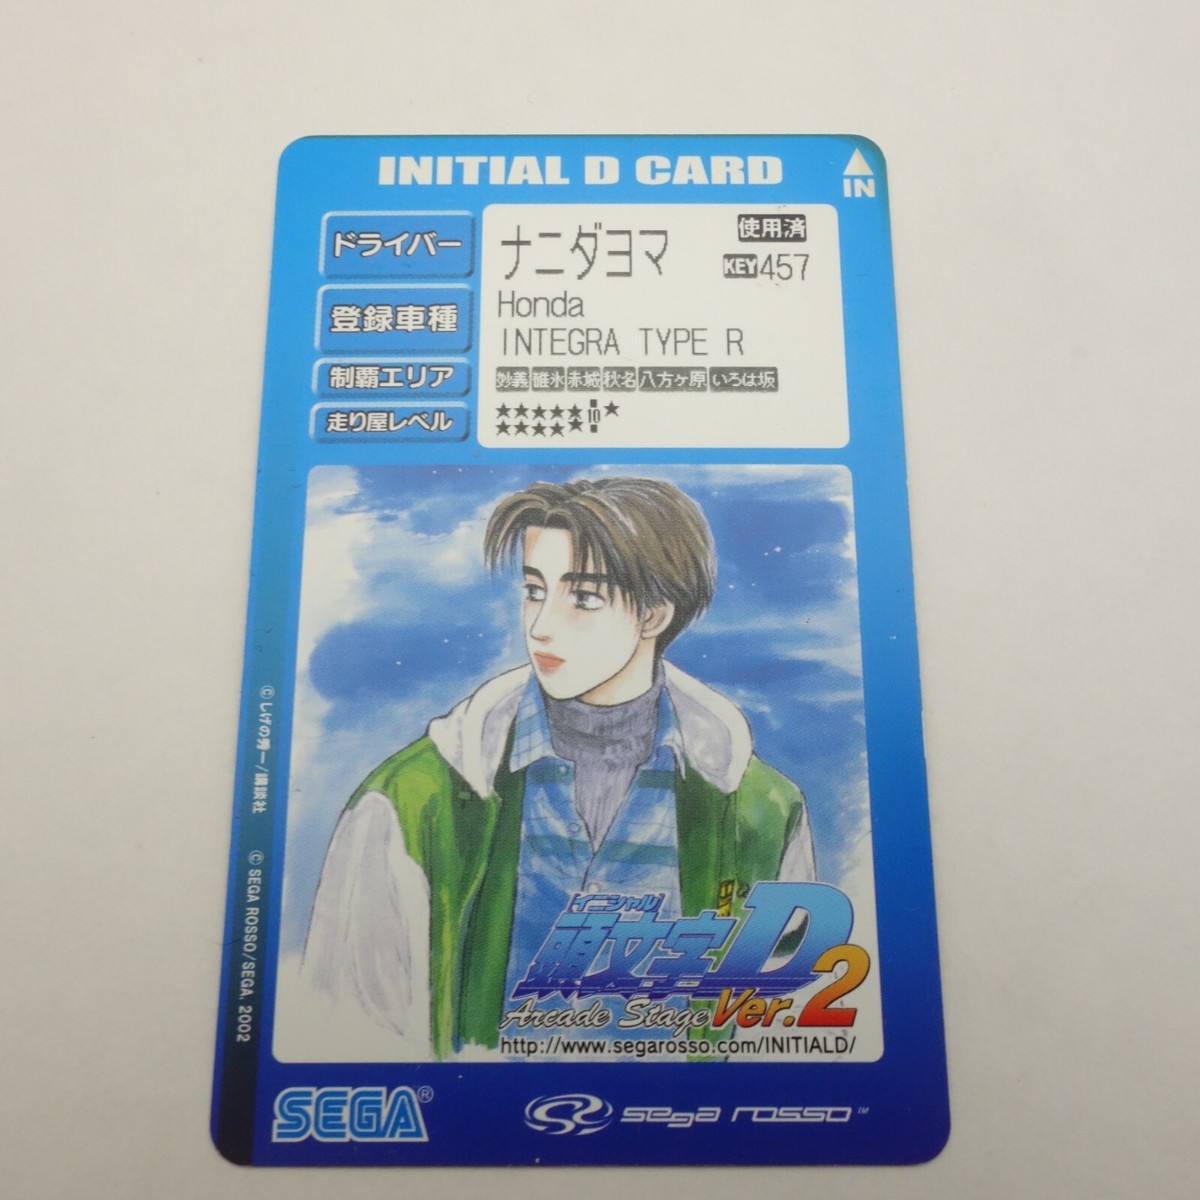 INITIAL D CARD
IN
ドライバー
ナニダヨマ
使用済
KEY457
登録車種
Honda
INTEGRA TYPE R
制覇エリア
妙義 碓氷 赤城 秋名 八方ヶ原 いろは坂
走り屋レベル
★★★★★10★
★★★★★
©しげの秀一/講談社
© SEGA ROSSO/SEGA, 2002
[イニシャル]
頭文字D
Arcade Stage Ver.2
http://www.segarosso.com/INITIALD/
SEGA®
sega rosso™